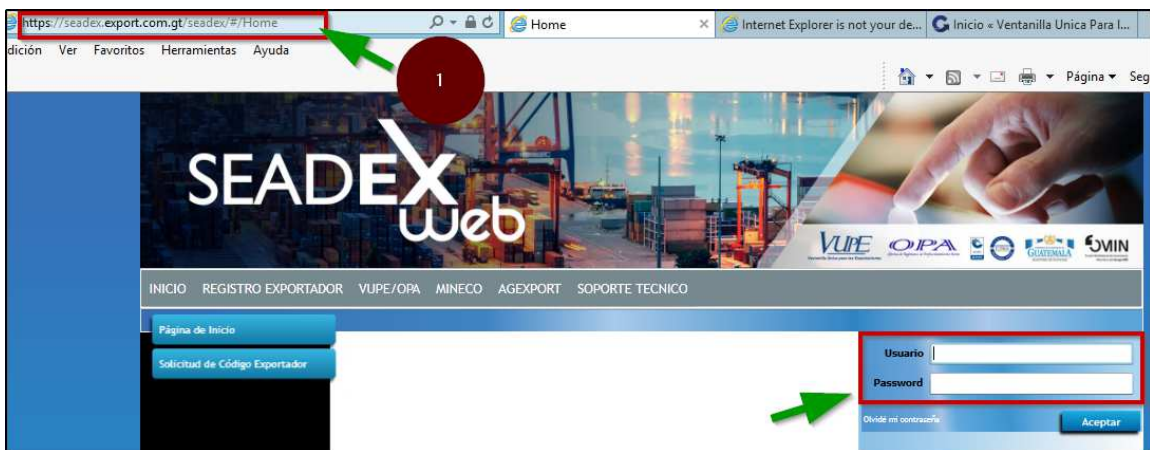 https://seadex.export.com.gt/seadex/#/Home
Home
Internet Explorer is not your de...
Inicio « Ventanilla Unica Para l...
dición Ver Favoritos Herramientas Ayuda
1
Página
Seg
SEADEX
web
VUPE
OPA
GUATEMALA
INICIO REGISTRO EXPORTADOR VUPE/OPA MINECO AGEXPORT SOPORTE TECNICO
Página de Inicio
Solicitud de Código Exportador
Usuario
Password
Olvidé mi contraseña
Aceptar